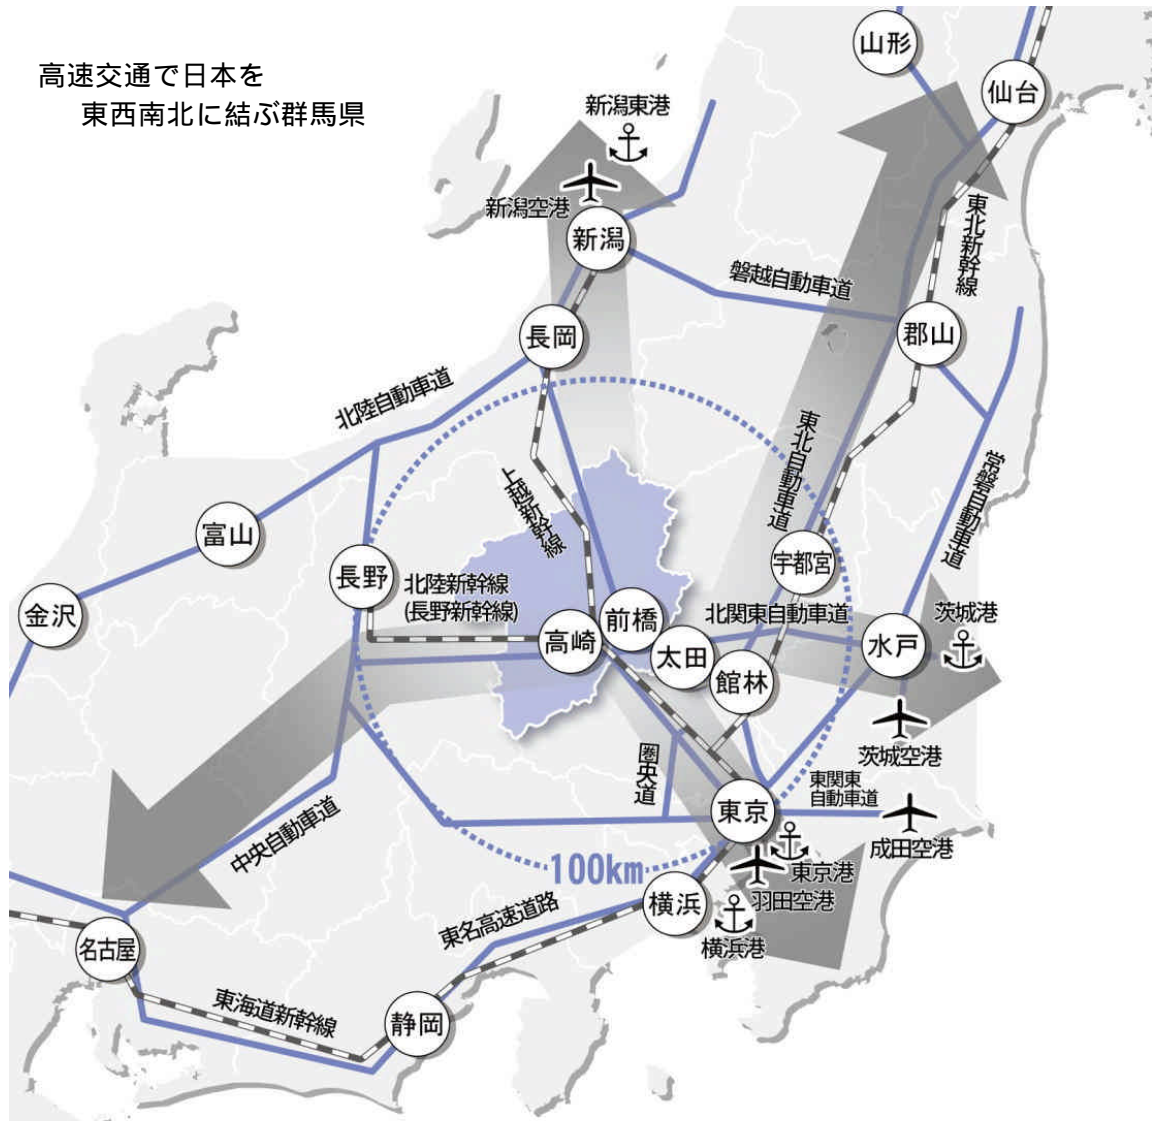 高速交通で日本を
東西南北に結ぶ群馬県
山形
仙台
新潟東港
新潟空港
新潟
東北新幹線
磐越自動車道
長岡
郡山
北陸自動車道
東北自動車道
常磐自動車道
上越新幹線
富山
長野
宇都宮
北陸新幹線
(長野新幹線)
金沢
前橋
北関東自動車道
茨城港
高崎
太田
水戸
館林
圏央道
茨城空港
東関東
自動車道
東京
成田空港
中央自動車道
100km
東京港
羽田空港
横浜
東名高速道路
横浜港
名古屋
東海道新幹線
静岡